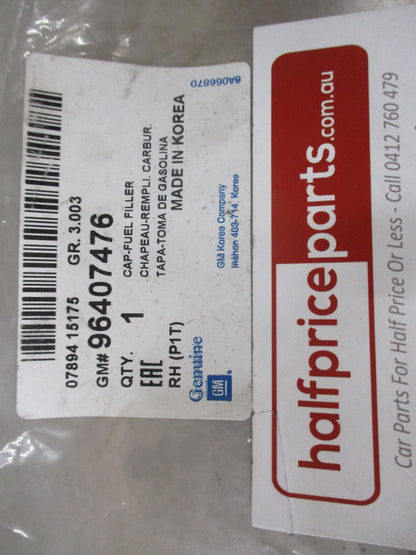 07894 15175 GR. 3.003
GM# 96407476
QTY. 1
CAP-FUEL FILLER
CHAPEAU-REMPLI. CARBUR.
TAPA-TOMA DE GASOLINA
MADE IN KOREA
EAC
RH (P1T)
Genuine
GM
GM Korea Company
Incheon 403-714, Korea
8A066870
halfpriceparts.com.au
Car Parts For Half Price Or Less - Call 0412 760 479